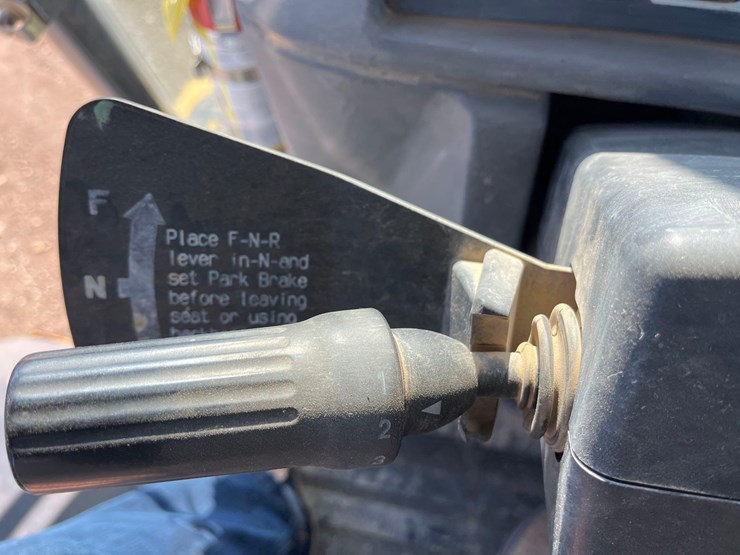 F
N
Place F-N-R
lever in-N-and
set Park Brake
before leaving
seat or using
1
2
3